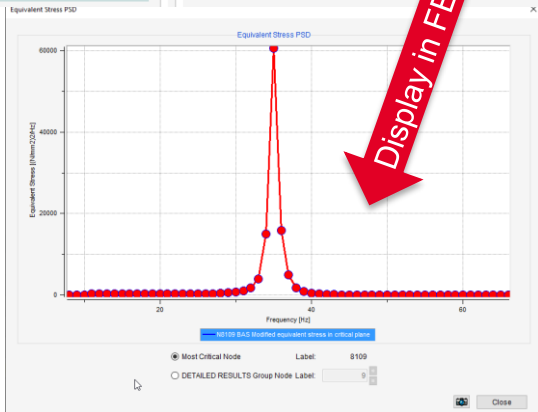 Equivalent Stress PSD
Display in FE
Equivalent Stress PSD
60000
40000
20000
0
Equivalent Stress [(N/mm2)2/Hz]
20
40
60
Frequency [Hz]
N8109 BAS Modified equivalent stress in critical plane
Most Critical Node Label: 8109
DETAILED RESULTS Group Node Label: 9
Close